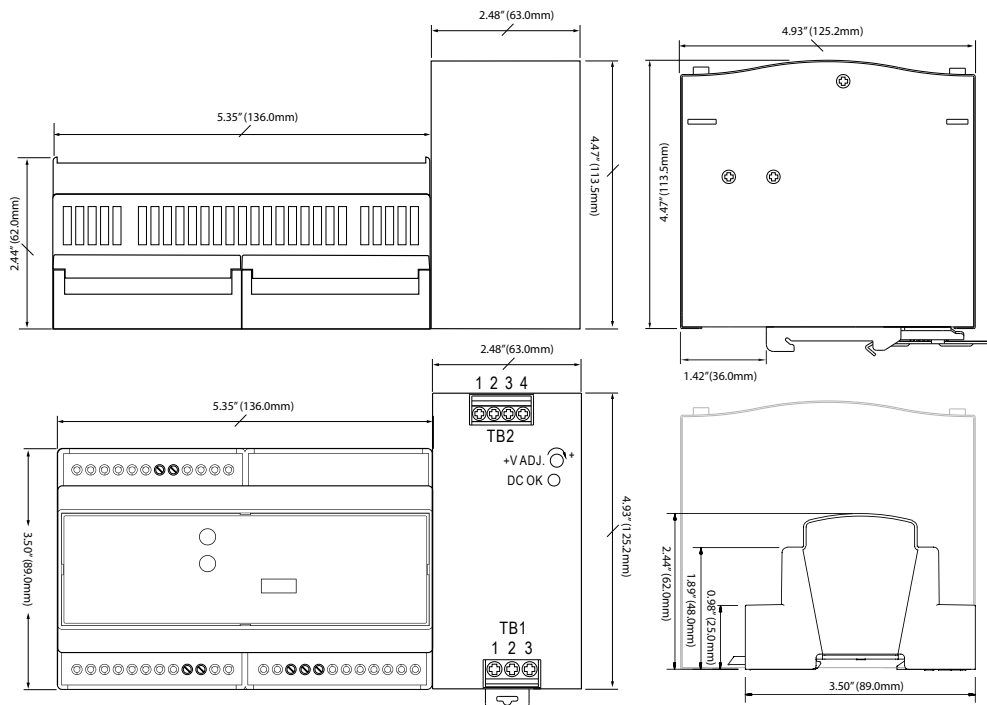 2.48” (63.0mm)
5.35” (136.0mm)
2.44” (62.0mm)
4.47” (113.5mm)
4.93” (125.2mm)
4.47” (113.5mm)
1.42” (36.0mm)
2.48” (63.0mm)
5.35” (136.0mm)
3.50” (89.0mm)
1 2 3 4
TB2
+V ADJ. +
DC OK
TB1
1 2 3
4.93” (125.2mm)
2.44” (62.0mm)
1.89” (48.0mm)
0.98” (25.0mm)
3.50” (89.0mm)